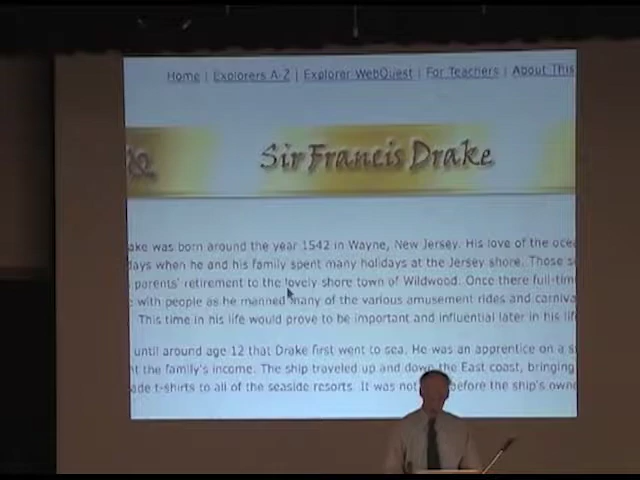 Home | Explorers A-Z | Explorer WebQuest | For Teachers | About This
Sir Francis Drake
ake was born around the year 1542 in Wayne, New Jersey. His love of the oce
days when he and his family spent many holidays at the Jersey shore. Those s
parents' retirement to the lovely shore town of Wildwood. Once there full-tim
with people as he manned many of the various amusement rides and carniva
This time in his life would prove to be important and influential later in his lif
until around age 12 that Drake first went to sea. He was an apprentice on a s
t the family's income. The ship traveled up and down the East coast, bringing
ade t-shirts to all of the seaside resorts. It was not before the ship's owne